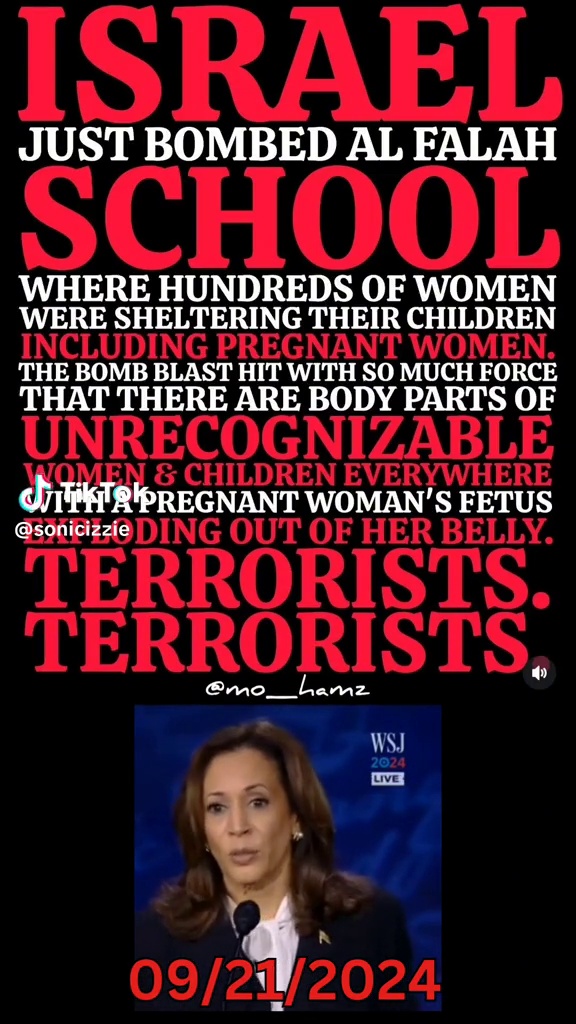 ISRAEL
JUST BOMBED AL FALAH
SCHOOL
WHERE HUNDREDS OF WOMEN
WERE SHELTERING THEIR CHILDREN
INCLUDING PREGNANT WOMEN.
THE BOMB BLAST HIT WITH SO MUCH FORCE
THAT THERE ARE BODY PARTS OF
UNRECOGNIZABLE
WOMEN & CHILDREN EVERYWHERE
TikTok
WITH A PREGNANT WOMAN'S FETUS
@sonicizzie
EXPLODING OUT OF HER BELLY.
TERRORISTS.
TERRORISTS.
@mo__hamz
WSJ
2024
LIVE
09/21/2024